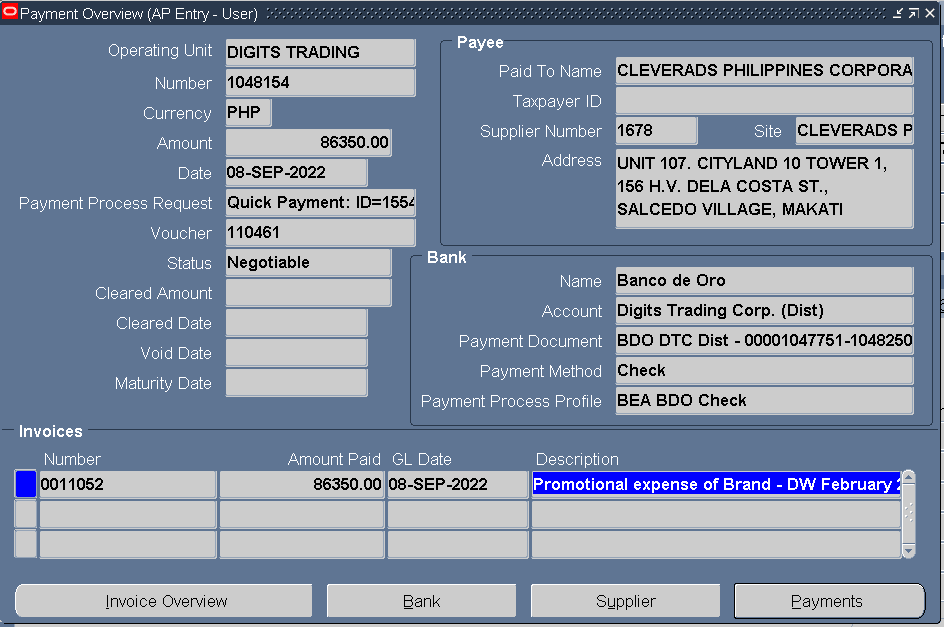 Payment Overview (AP Entry - User)
Operating Unit DIGITS TRADING
Number 1048154
Currency PHP
Amount 86350.00
Date 08-SEP-2022
Payment Process Request Quick Payment: ID=1554
Voucher 110461
Status Negotiable
Cleared Amount
Cleared Date
Void Date
Maturity Date
Payee
Paid To Name CLEVERADS PHILIPPINES CORPORA
Taxpayer ID
Supplier Number 1678 Site CLEVERADS P
Address UNIT 107. CITYLAND 10 TOWER 1,
156 H.V. DELA COSTA ST.,
SALCEDO VILLAGE, MAKATI
Bank
Name Banco de Oro
Account Digits Trading Corp. (Dist)
Payment Document BDO DTC Dist - 00001047751-1048250
Payment Method Check
Payment Process Profile BEA BDO Check
Invoices
Number Amount Paid GL Date Description
0011052 86350.00 08-SEP-2022 Promotional expense of Brand - DW February
Invoice Overview Bank Supplier Payments